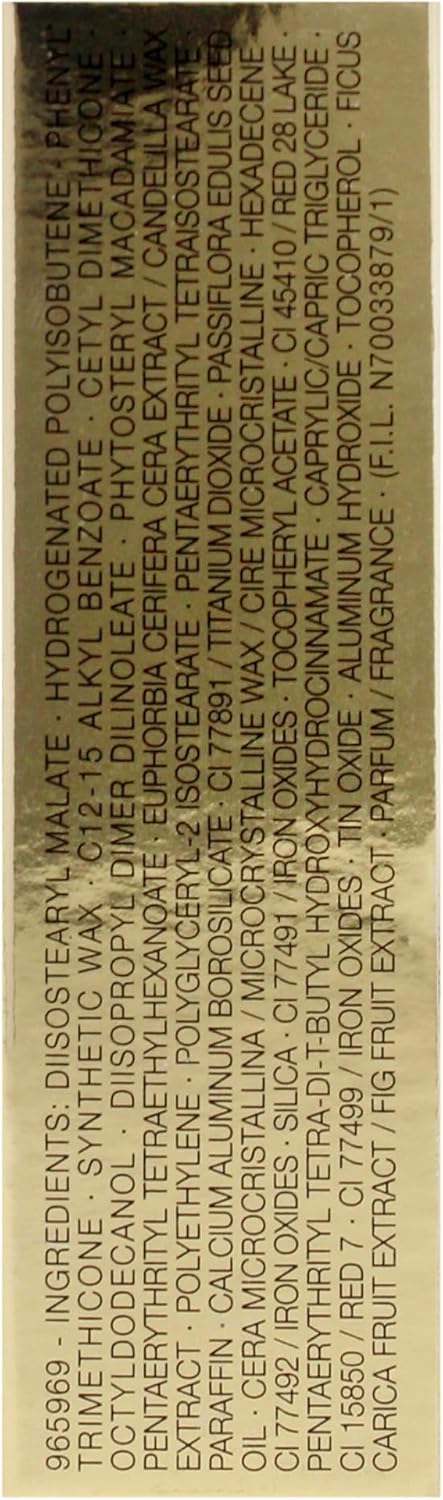 965969 - INGREDIENTS: DIISOSTEARYL MALATE · HYDROGENATED POLYISOBUTENE · PHENYL
TRIMETHICONE · SYNTHETIC WAX · C12-15 ALKYL BENZOATE · CETYL DIMETHICONE ·
OCTYLDODECANOL · DIISOPROPYL DIMER DILINOLEATE · PHYTOSTERYL MACADAMIATE ·
PENTAERYTHRITYL TETRAETHYLHEXANOATE · EUPHORBIA CERIFERA CERA EXTRACT / CANDELILLA WAX
EXTRACT · POLYETHYLENE · POLYGLYCERYL-2 ISOSTEARATE · PENTAERYTHRITYL TETRAISOSTEARATE ·
PARAFFIN · CALCIUM ALUMINUM BOROSILICATE · CI 77891 / TITANIUM DIOXIDE · PASSIFLORA EDULIS SEED
OIL · CERA MICROCRISTALLINA / MICROCRYSTALLINE WAX / CIRE MICROCRISTALLINE · HEXADECENE
CI 77492 / IRON OXIDES · SILICA · CI 77491 / IRON OXIDES · TOCOPHERYL ACETATE · CI 45410 / RED 28 LAKE ·
PENTAERYTHRITYL TETRA-DI-T-BUTYL HYDROXYHYDROCINNAMATE · CAPRYLIC/CAPRIC TRIGLYCERIDE ·
CI 15850 / RED 7 · CI 77499 / IRON OXIDES · TIN OXIDE · ALUMINUM HYDROXIDE · TOCOPHEROL · FICUS
CARICA FRUIT EXTRACT / FIG FRUIT EXTRACT · PARFUM / FRAGRANCE · (F.I.L. N70033879/1)